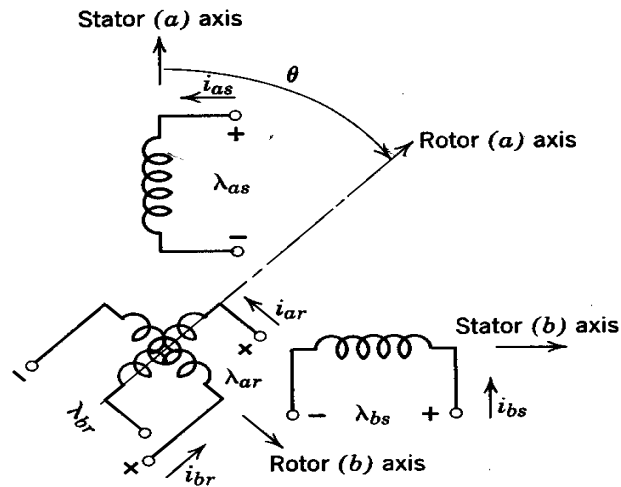 Stator (a) axis
i_as
θ
Rotor (a) axis
+
λ_as
−
i_ar
Stator (b) axis
×
λ_ar
−
− λ_bs +
i_bs
λ_br
×
i_br
Rotor (b) axis